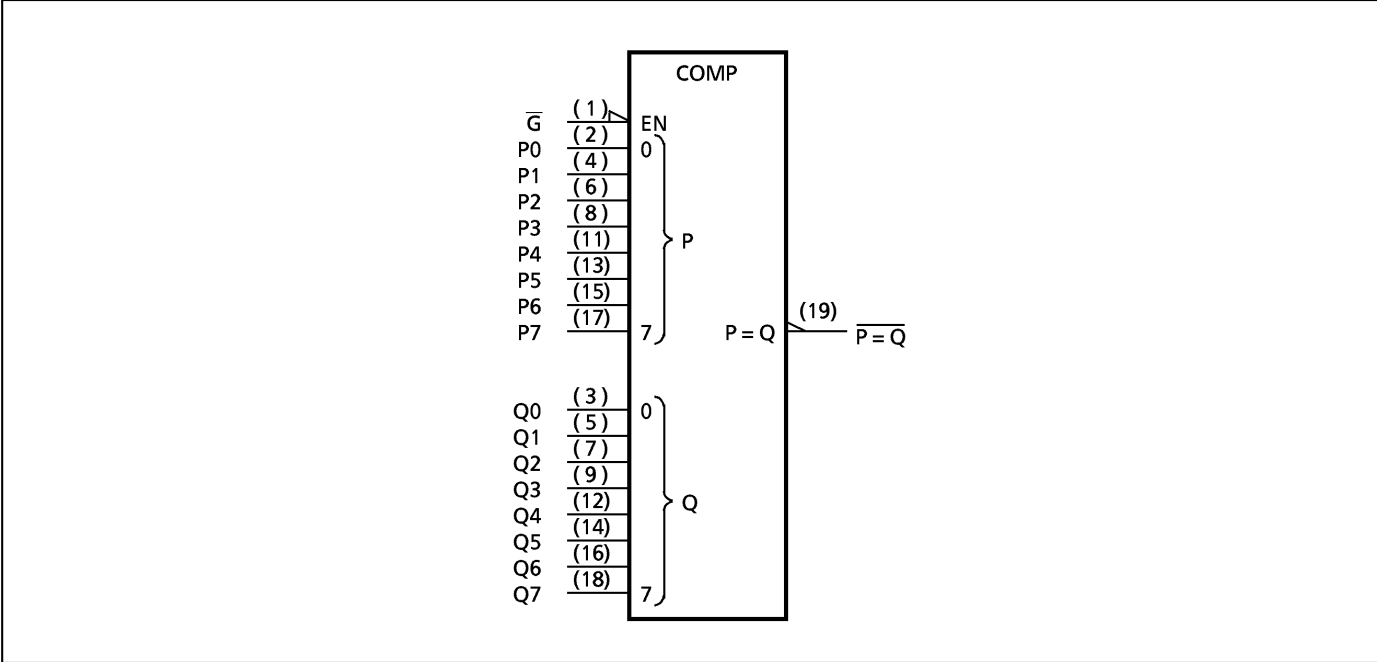 COMP
G̅ (1) EN
P0 (2) 0
P1 (4)
P2 (6)
P3 (8)
P4 (11) P
P5 (13)
P6 (15)
P7 (17) 7 P = Q (19) P̅ ̅=̅ ̅Q̅
Q0 (3) 0
Q1 (5)
Q2 (7)
Q3 (9)
Q4 (12) Q
Q5 (14)
Q6 (16)
Q7 (18) 7